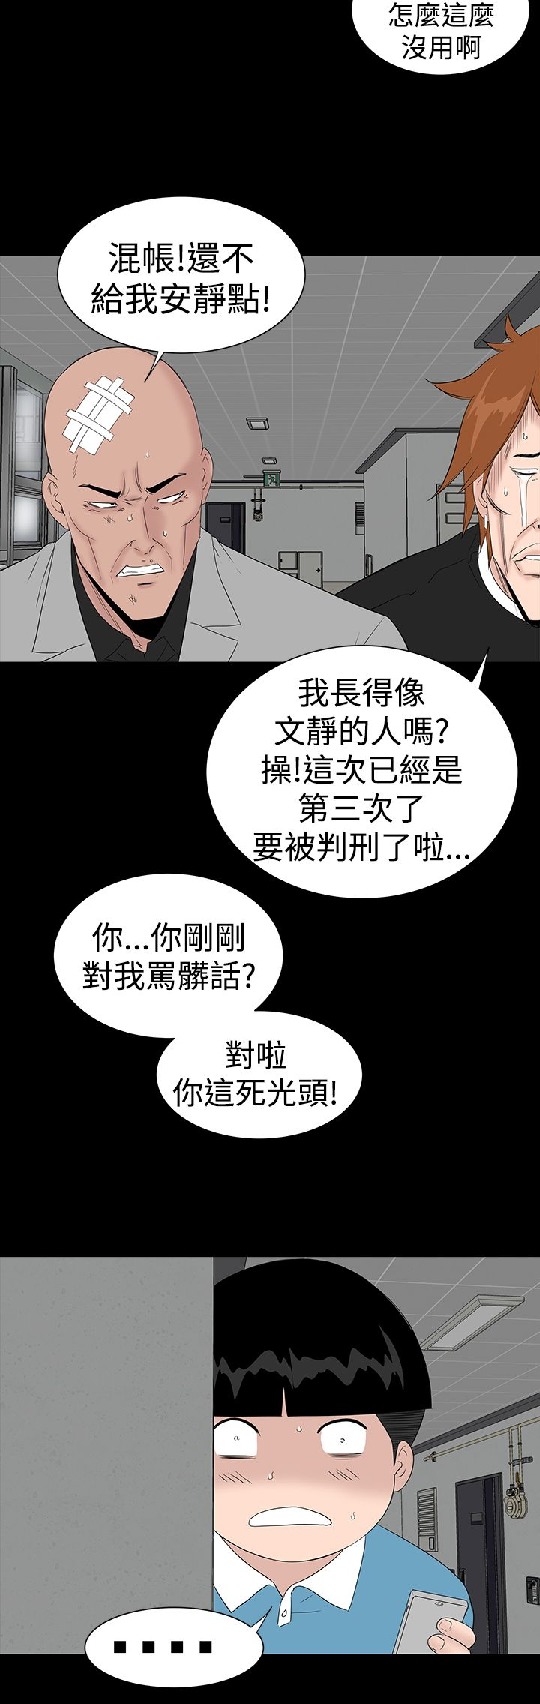 怎麼這麼
沒用啊
混帳!還不
給我安靜點!
我長得像
文靜的人嗎?
操!這次已經是
第三次了
要被判刑了啦...
你...你剛剛
對我罵髒話?
對啦
你這死光頭!
....